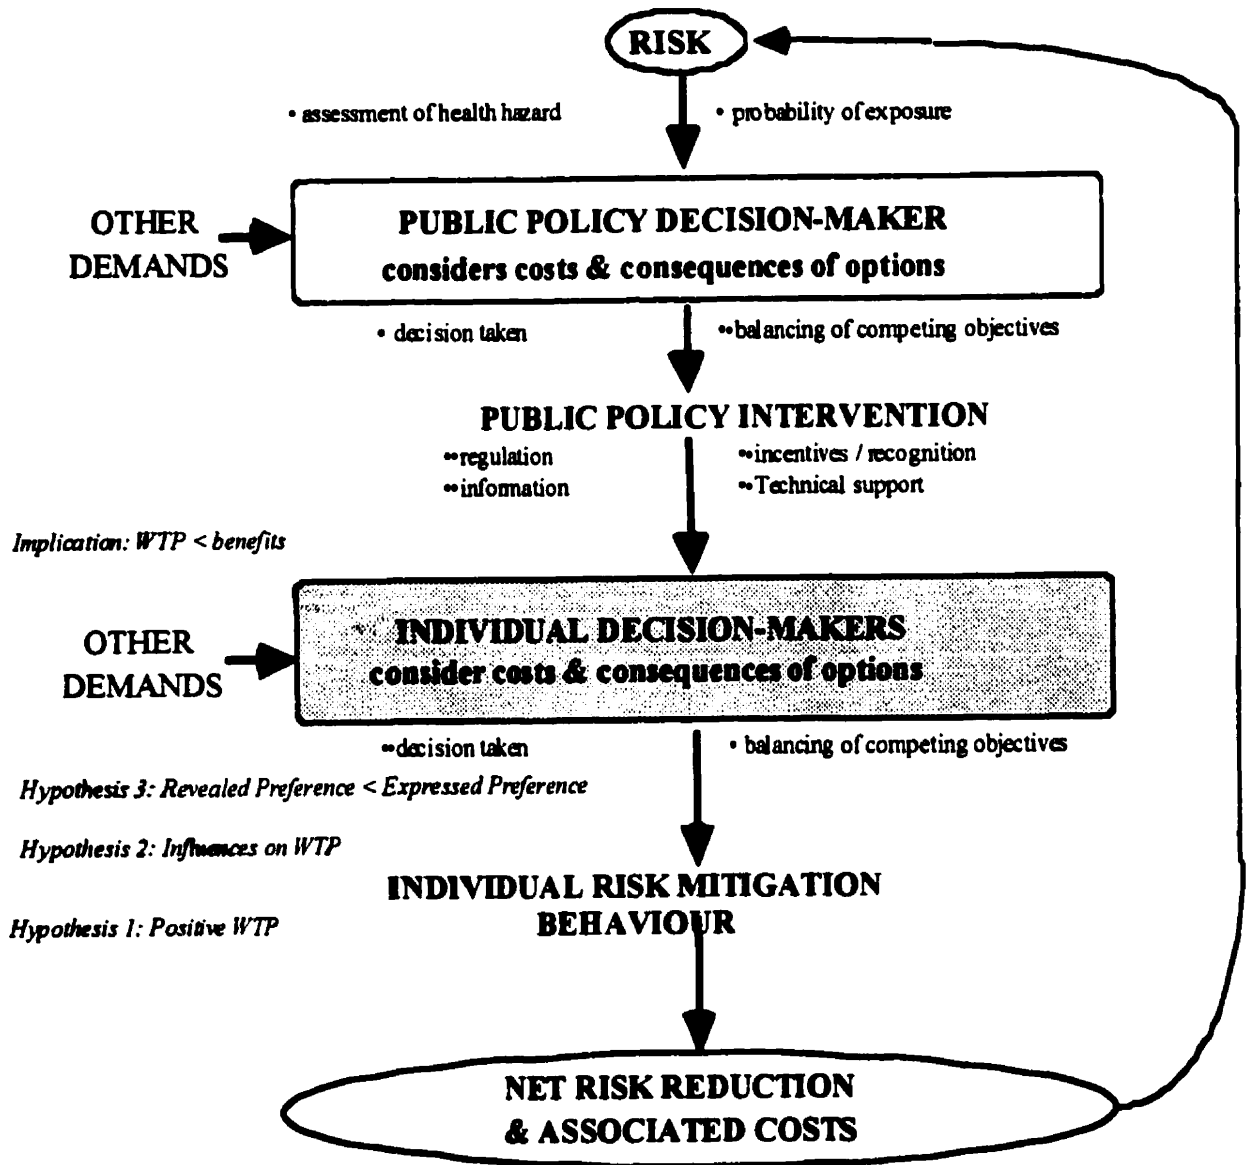 RISK
• assessment of health hazard
• probability of exposure
OTHER
DEMANDS
PUBLIC POLICY DECISION-MAKER
considers costs & consequences of options
• decision taken
•• balancing of competing objectives
PUBLIC POLICY INTERVENTION
•• regulation
•• incentives / recognition
•• information
•• Technical support
Implication: WTP < benefits
OTHER
DEMANDS
INDIVIDUAL DECISION-MAKERS
consider costs & consequences of options
•• decision taken
• balancing of competing objectives
Hypothesis 3: Revealed Preference < Expressed Preference
Hypothesis 2: Influences on WTP
INDIVIDUAL RISK MITIGATION
BEHAVIOUR
Hypothesis 1: Positive WTP
NET RISK REDUCTION
& ASSOCIATED COSTS